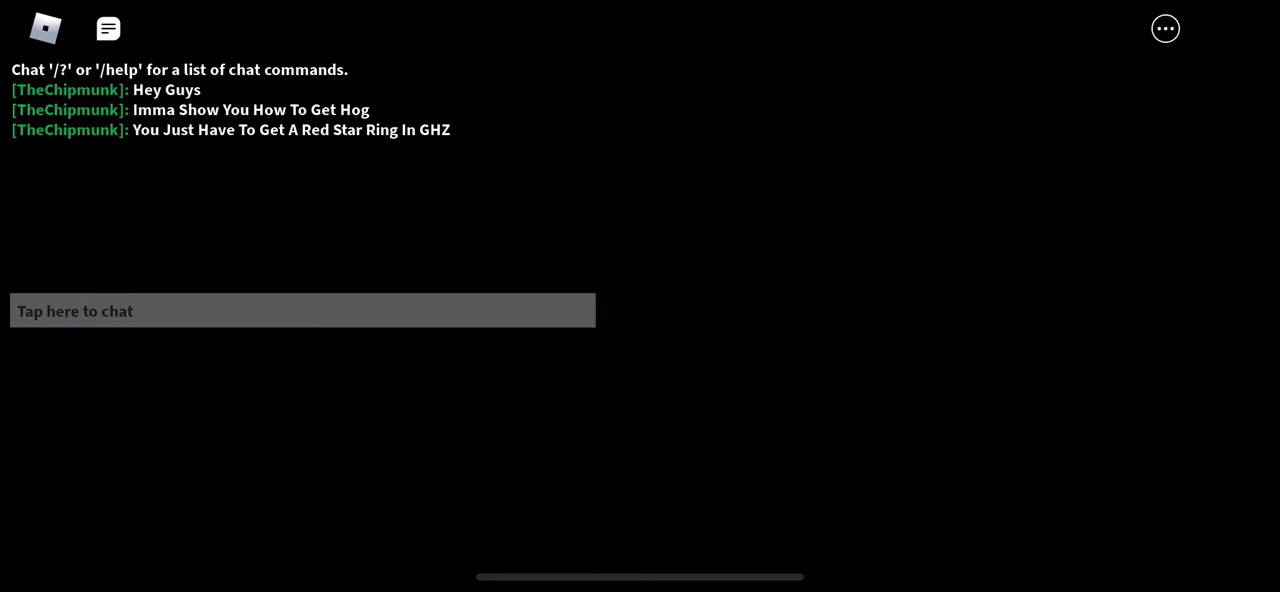 Chat '/?' or '/help' for a list of chat commands.
[TheChipmunk]: Hey Guys
[TheChipmunk]: Imma Show You How To Get Hog
[TheChipmunk]: You Just Have To Get A Red Star Ring In GHZ
Tap here to chat